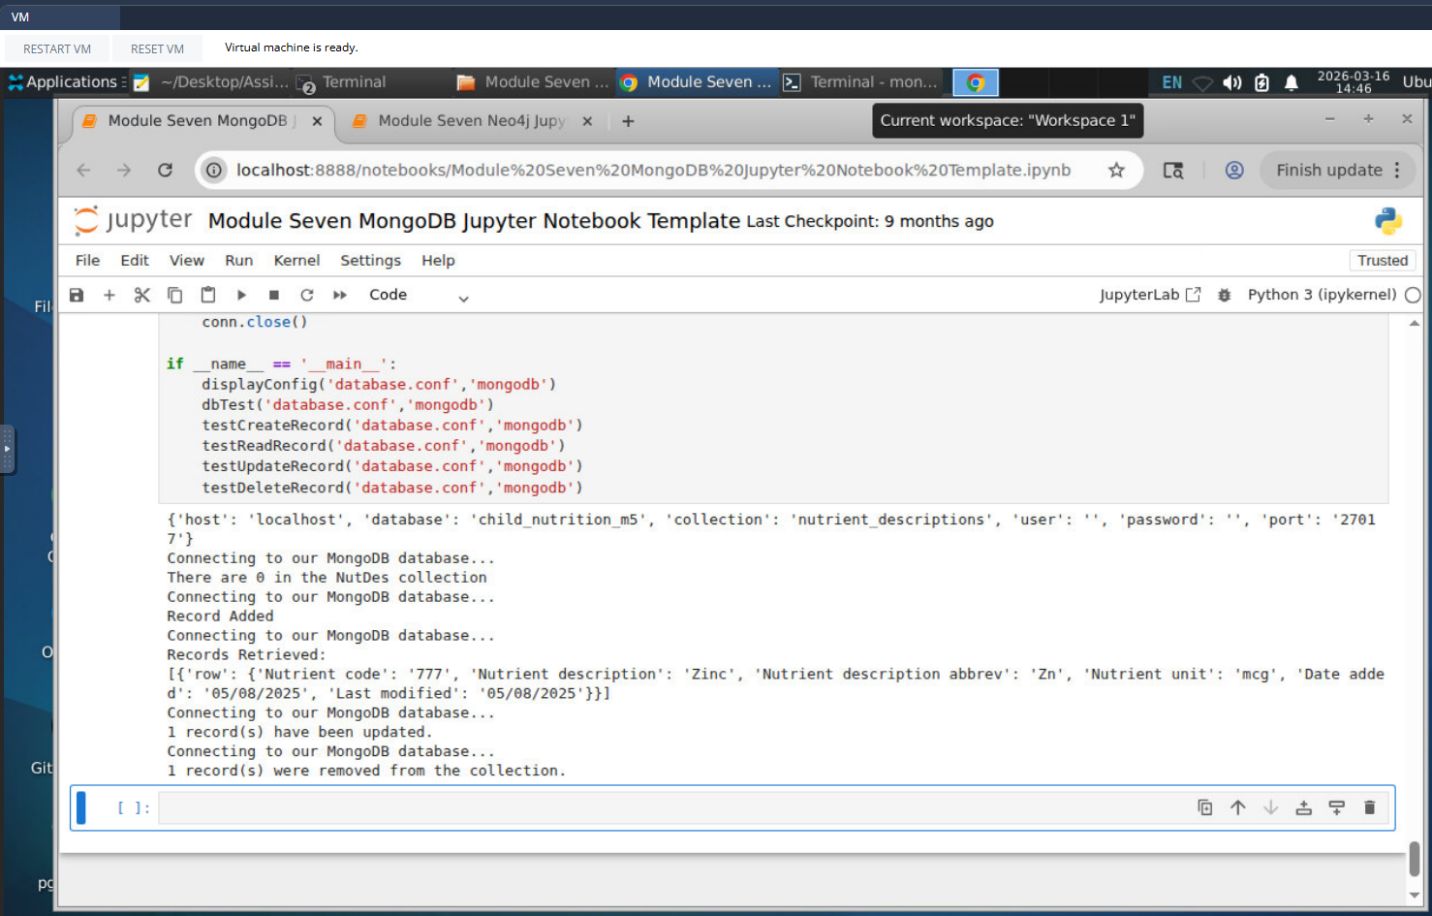 VM
RESTART VM RESET VM Virtual machine is ready.
Applications ~/Desktop/Assi... 2 Terminal Module Seven ... Module Seven ... Terminal - mon... EN 2026-03-16
14:46 Ubu
Module Seven MongoDB J Module Seven Neo4j Jupy Current workspace: "Workspace 1"
localhost:8888/notebooks/Module%20Seven%20MongoDB%20Jupyter%20Notebook%20Template.ipynb Finish update
jupyter Module Seven MongoDB Jupyter Notebook Template Last Checkpoint: 9 months ago
File Edit View Run Kernel Settings Help Trusted
Code JupyterLab Python 3 (ipykernel)
conn.close()
if __name__ == '__main__':
displayConfig('database.conf','mongodb')
dbTest('database.conf','mongodb')
testCreateRecord('database.conf','mongodb')
testReadRecord('database.conf','mongodb')
testUpdateRecord('database.conf','mongodb')
testDeleteRecord('database.conf','mongodb')
{'host': 'localhost', 'database': 'child_nutrition_m5', 'collection': 'nutrient_descriptions', 'user': '', 'password': '', 'port': '2701
7'}
Connecting to our MongoDB database...
There are 0 in the NutDes collection
Connecting to our MongoDB database...
Record Added
Connecting to our MongoDB database...
Records Retrieved:
[{'row': {'Nutrient code': '777', 'Nutrient description': 'Zinc', 'Nutrient description abbrev': 'Zn', 'Nutrient unit': 'mcg', 'Date adde
d': '05/08/2025', 'Last modified': '05/08/2025'}}]
Connecting to our MongoDB database...
1 record(s) have been updated.
Connecting to our MongoDB database...
1 record(s) were removed from the collection.
[ ]:
Fil
O
Git
pg